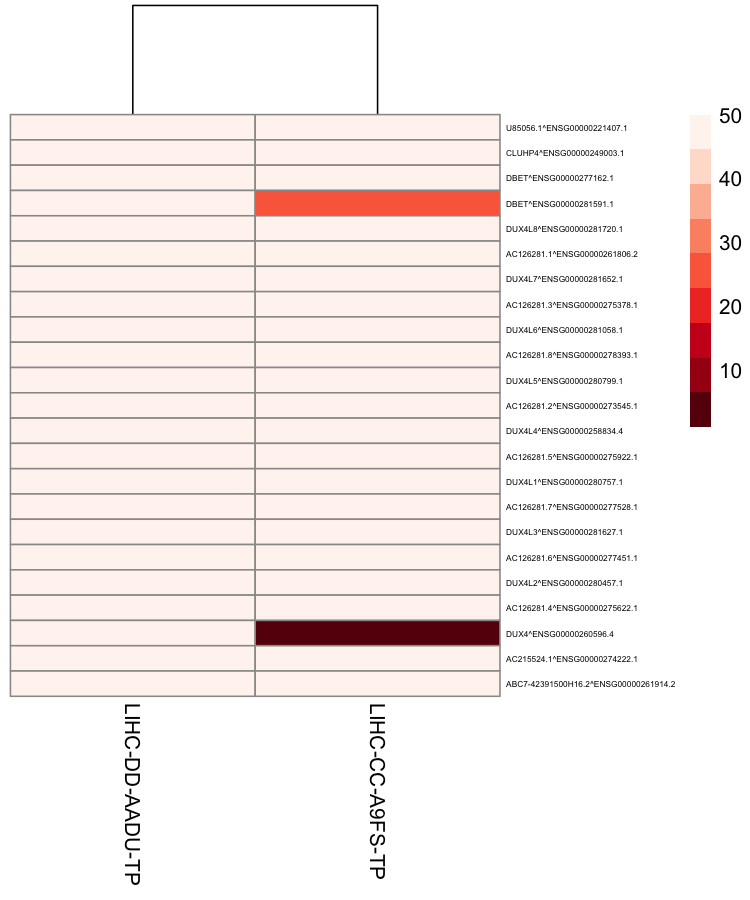 50
U85056.1^ENSG00000221407.1
CLUHP4^ENSG00000249003.1
DBET^ENSG00000277162.1
40
DBET^ENSG00000281591.1
DUX4L8^ENSG00000281720.1
30
AC126281.1^ENSG00000261806.2
DUX4L7^ENSG00000281652.1
AC126281.3^ENSG00000275378.1
20
DUX4L6^ENSG00000281058.1
AC126281.8^ENSG00000278393.1
10
DUX4L5^ENSG00000280799.1
AC126281.2^ENSG00000273545.1
DUX4L4^ENSG00000258834.4
AC126281.5^ENSG00000275922.1
DUX4L1^ENSG00000280757.1
AC126281.7^ENSG00000277528.1
DUX4L3^ENSG00000281627.1
AC126281.6^ENSG00000277451.1
DUX4L2^ENSG00000280457.1
AC126281.4^ENSG00000275622.1
DUX4^ENSG00000260596.4
AC215524.1^ENSG00000274222.1
ABC7-42391500H16.2^ENSG00000261914.2
LIHC-DD-AADU-TP
LIHC-CC-A9FS-TP